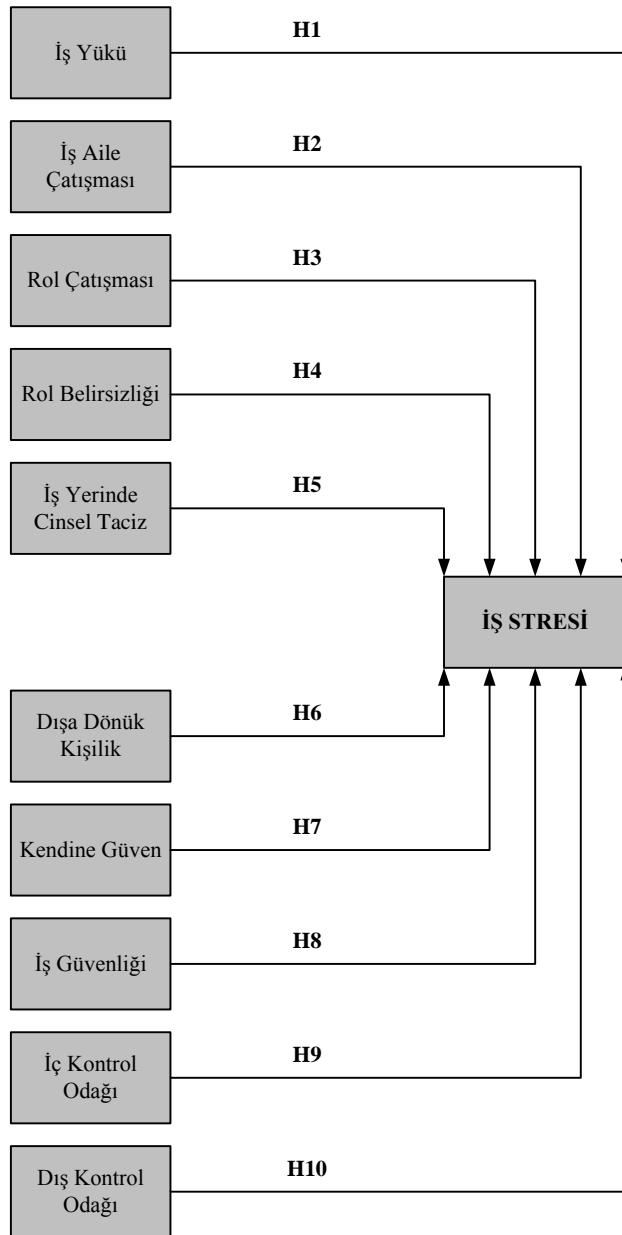 H1
İş Yükü
H2
İş Aile
Çatışması
H3
Rol Çatışması
H4
Rol Belirsizliği
H5
İş Yerinde
Cinsel Taciz
İŞ STRESİ
H6
Dışa Dönük
Kişilik
H7
Kendine Güven
H8
İş Güvenliği
H9
İç Kontrol
Odağı
H10
Dış Kontrol
Odağı